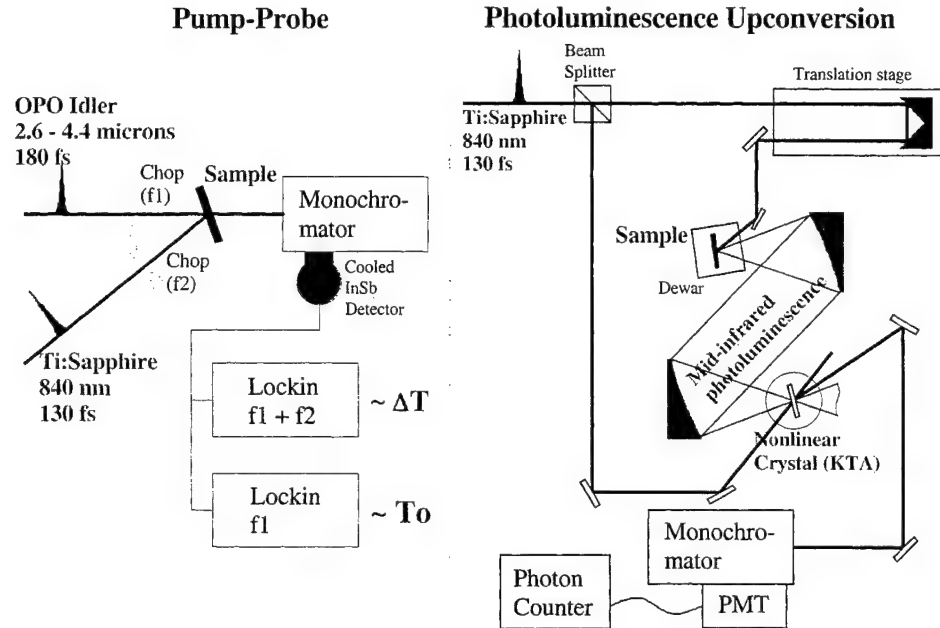 Pump-Probe
OPO Idler
2.6 - 4.4 microns
180 fs
Chop
(f1)
Sample
Monochro-
mator
Chop
(f2)
Cooled
InSb
Detector
Ti:Sapphire
840 nm
130 fs
Lockin
f1 + f2
~ ΔT
Lockin
f1
~ To
Photoluminescence Upconversion
Beam
Splitter
Translation stage
Ti:Sapphire
840 nm
130 fs
Sample
Dewar
Mid-infrared
photoluminescence
Nonlinear
Crystal (KTA)
Monochro-
mator
Photon
Counter
PMT